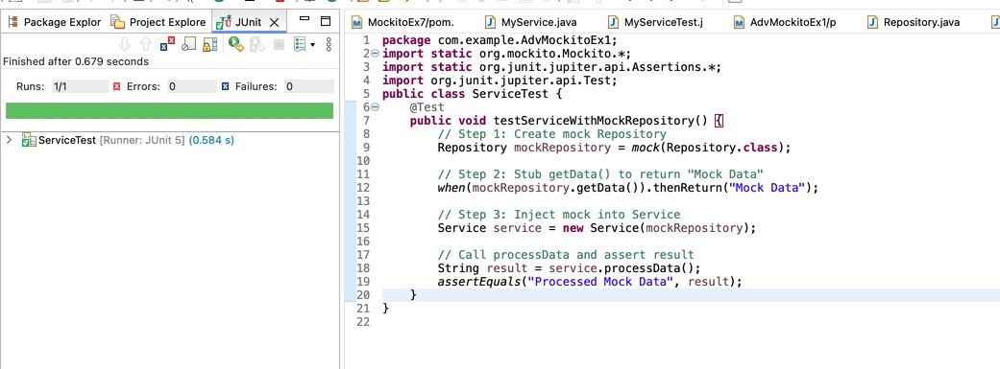 Package Explor
Project Explore
JUnit
Finished after 0.679 seconds
Runs: 1/1
Errors: 0
Failures: 0
ServiceTest [Runner: JUnit 5] (0.584 s)
MockitoEx7/pom.
MyService.java
MyServiceTest.j
AdvMockitoEx1/p
Repository.java
1 package com.example.AdvMockitoEx1;
2 import static org.mockito.Mockito.*;
3 import static org.junit.jupiter.api.Assertions.*;
4 import org.junit.jupiter.api.Test;
5 public class ServiceTest {
6 @Test
7 public void testServiceWithMockRepository() {
8 // Step 1: Create mock Repository
9 Repository mockRepository = mock(Repository.class);
10
11 // Step 2: Stub getData() to return "Mock Data"
12 when(mockRepository.getData()).thenReturn("Mock Data");
13
14 // Step 3: Inject mock into Service
15 Service service = new Service(mockRepository);
16
17 // Call processData and assert result
18 String result = service.processData();
19 assertEquals("Processed Mock Data", result);
20 }
21 }
22